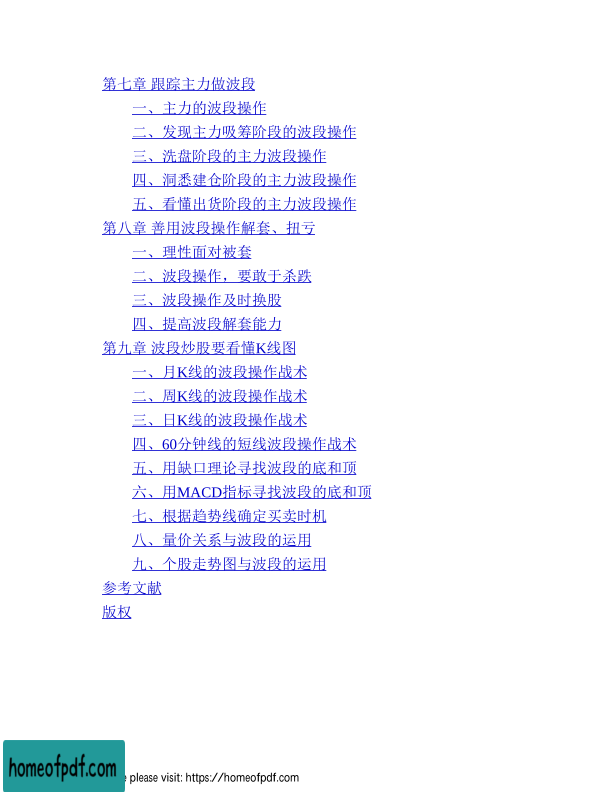 第七章 跟踪主力做波段
一、主力的波段操作
二、发现主力吸筹阶段的波段操作
三、洗盘阶段的主力波段操作
四、洞悉建仓阶段的主力波段操作
五、看懂出货阶段的主力波段操作
第八章 善用波段操作解套、扭亏
一、理性面对被套
二、波段操作，要敢于杀跌
三、波段操作及时换股
四、提高波段解套能力
第九章 波段炒股要看懂K线图
一、月K线的波段操作战术
二、周K线的波段操作战术
三、日K线的波段操作战术
四、60分钟线的短线波段操作战术
五、用缺口理论寻找波段的底和顶
六、用MACD指标寻找波段的底和顶
七、根据趋势线确定买卖时机
八、量价关系与波段的运用
九、个股走势图与波段的运用
参考文献
版权
homeofpdf.com
please visit: https://homeofpdf.com